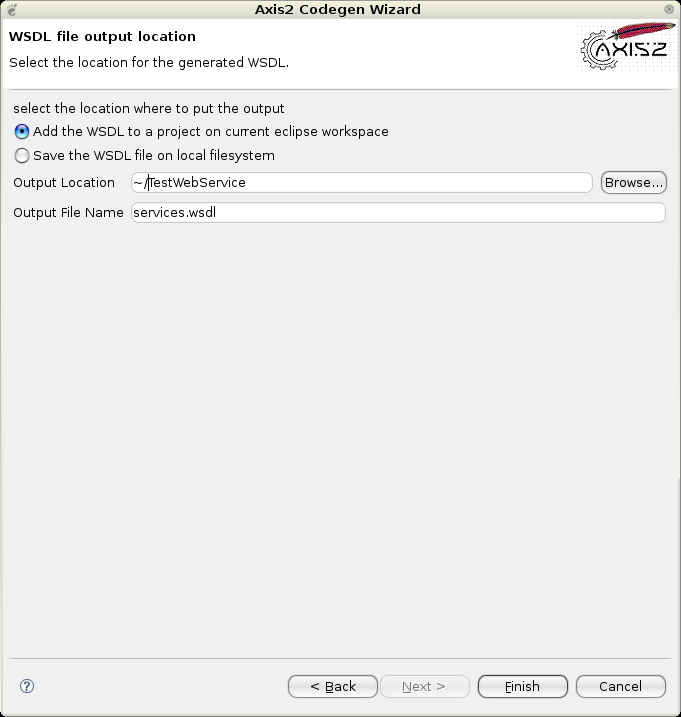 Axis2 Codegen Wizard
WSDL file output location
Select the location for the generated WSDL.
AXIS2
select the location where to put the output
Add the WSDL to a project on current eclipse workspace
Save the WSDL file on local filesystem
Output Location ~/TestWebService Browse...
Output File Name services.wsdl
? < Back Next > Finish Cancel